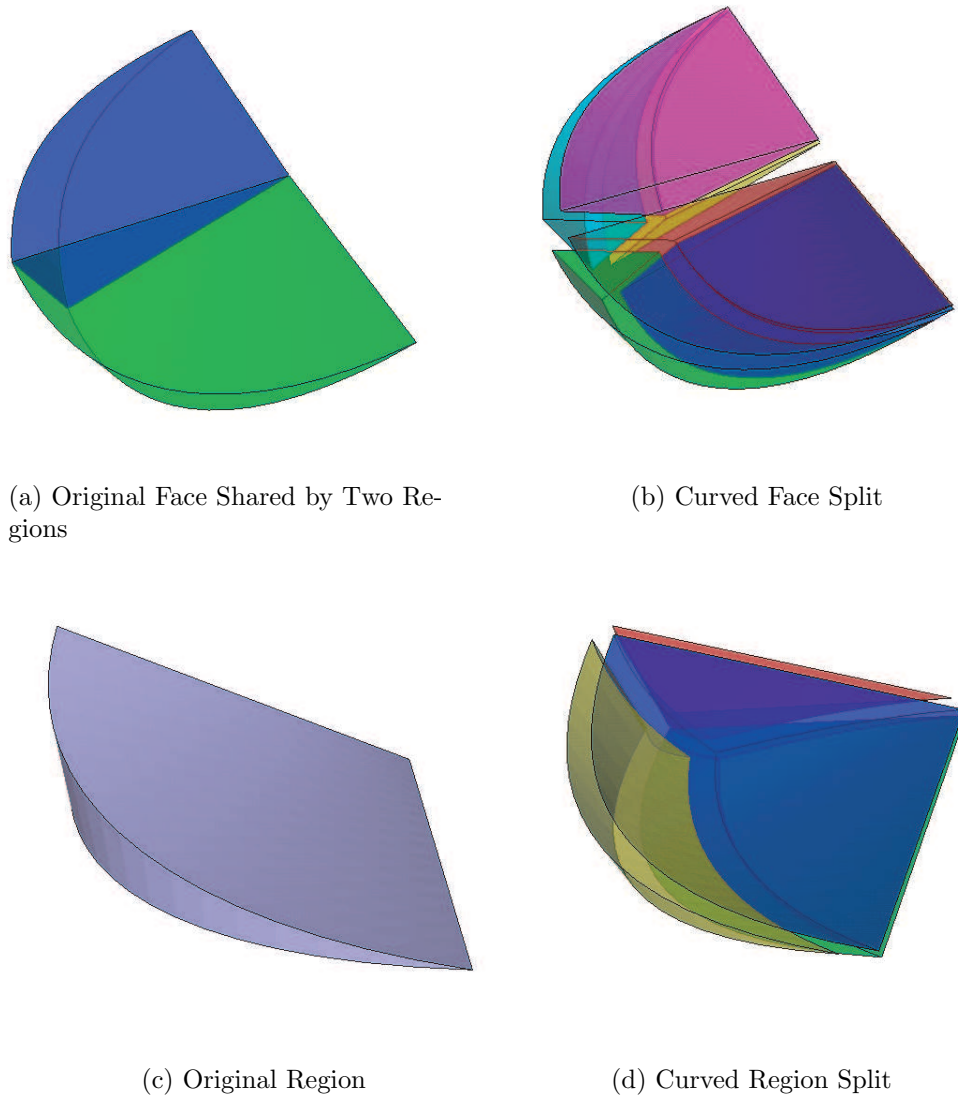 (a) Original Face Shared by Two Re-
gions
(b) Curved Face Split
(c) Original Region
(d) Curved Region Split